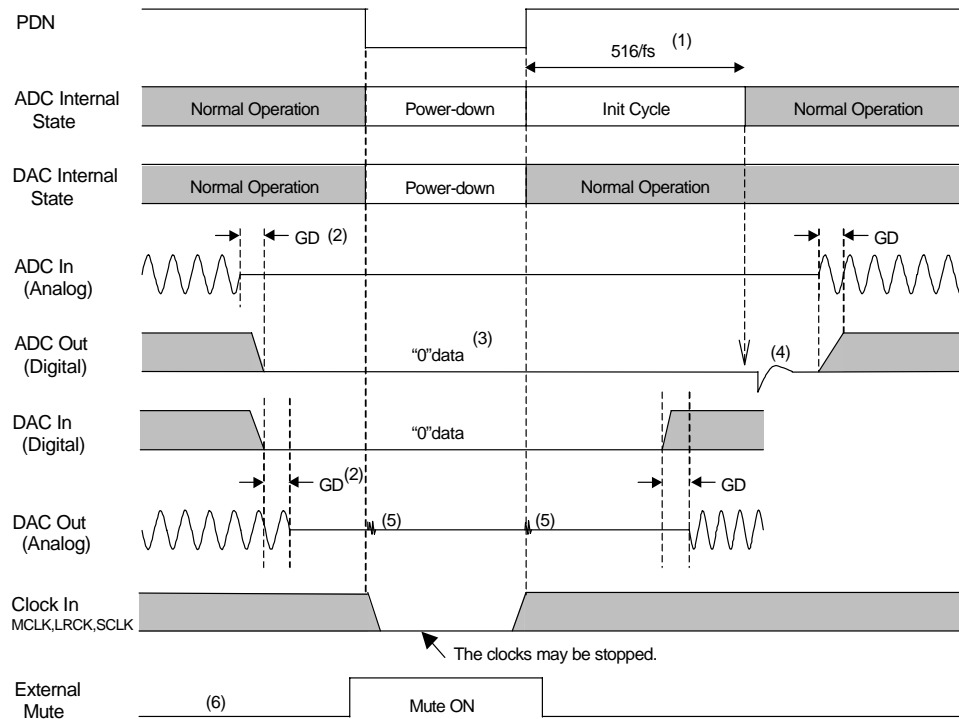 PDN
516/fs (1)
ADC Internal
State
Normal Operation
Power-down
Init Cycle
Normal Operation
DAC Internal
State
Normal Operation
Power-down
Normal Operation
GD (2)
GD
ADC In
(Analog)
ADC Out
(Digital)
“0”data (3)
(4)
DAC In
(Digital)
“0”data
GD (2)
GD
DAC Out
(Analog)
(5)
(5)
Clock In
MCLK,LRCK,SCLK
The clocks may be stopped.
External
Mute
(6)
Mute ON